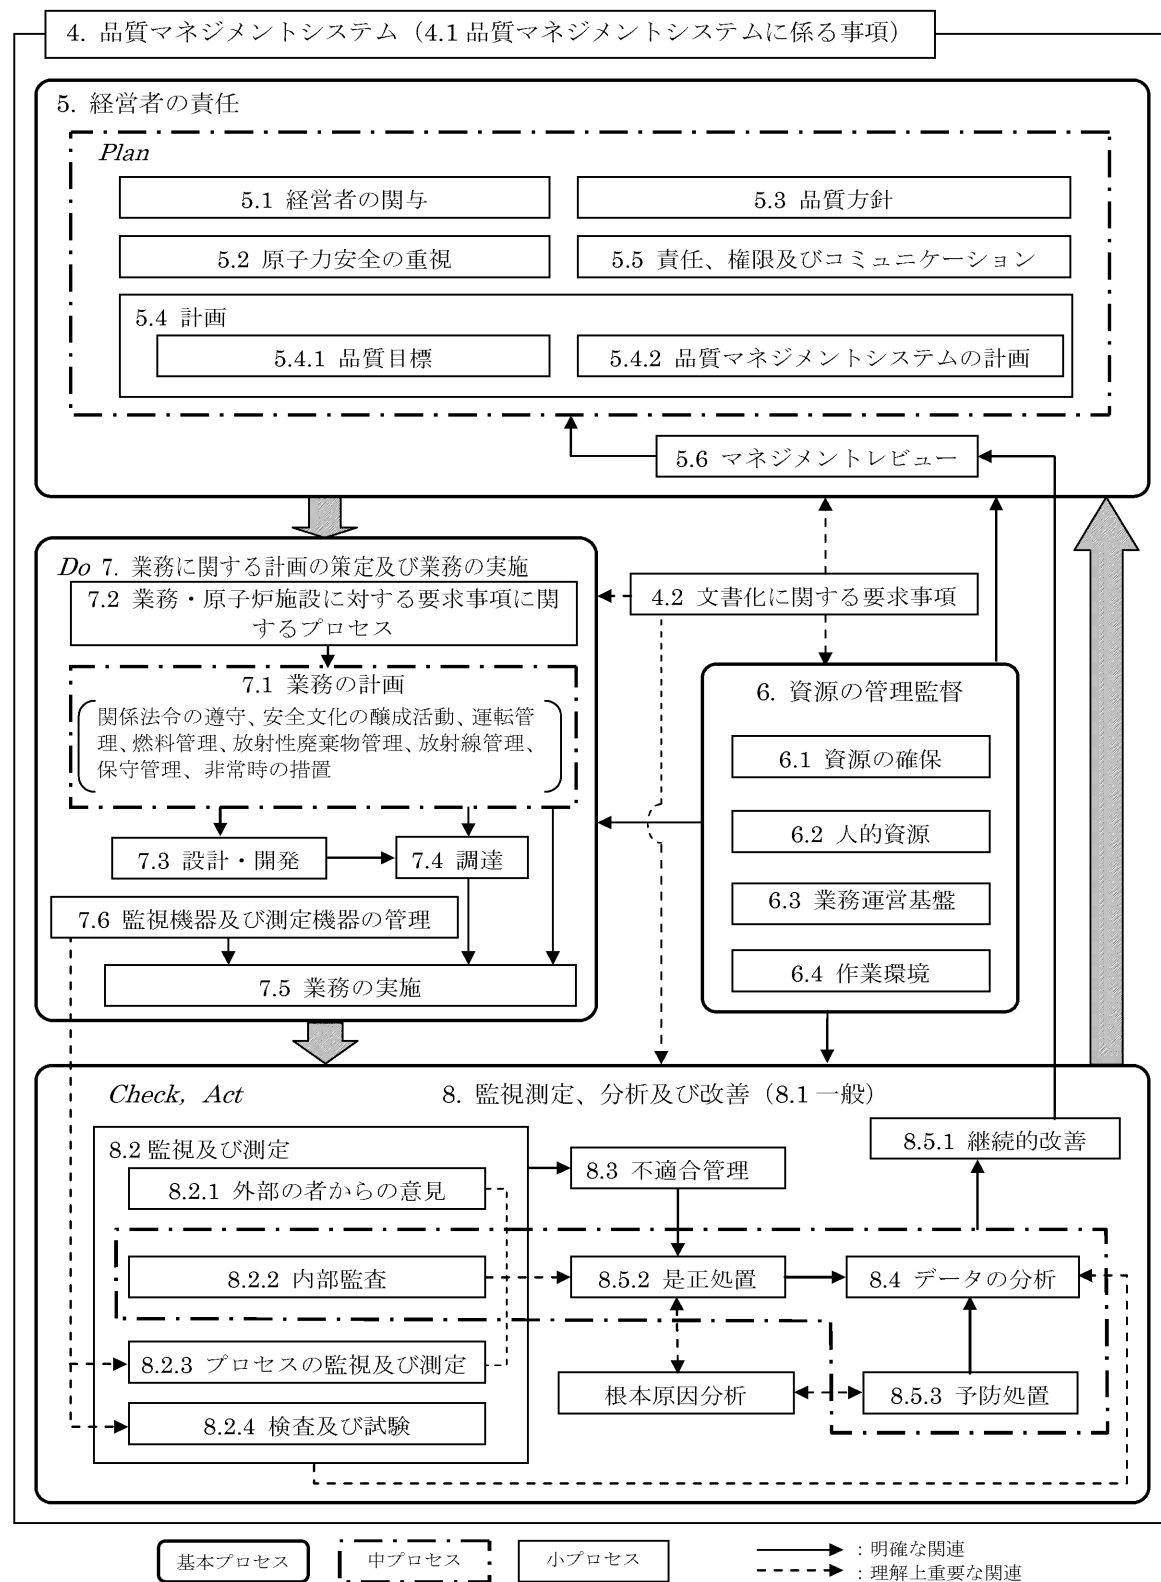 4. 品質マネジメントシステム（4.1品質マネジメントシステムに係る事項）
5. 経営者の責任
Plan
5.1 経営者の関与
5.3 品質方針
5.2 原子力安全の重視
5.5 責任、権限及びコミュニケーション
5.4 計画
5.4.1 品質目標
5.4.2 品質マネジメントシステムの計画
5.6 マネジメントレビュー
Do 7. 業務に関する計画の策定及び業務の実施
7.2 業務・原子炉施設に対する要求事項に関
するプロセス
4.2 文書化に関する要求事項
7.1 業務の計画
関係法令の遵守、安全文化の醸成活動、運転管
理、燃料管理、放射性廃棄物管理、放射線管理、
保守管理、非常時の措置
6. 資源の管理監督
6.1 資源の確保
6.2 人的資源
6.3 業務運営基盤
6.4 作業環境
7.3 設計・開発
7.4 調達
7.6 監視機器及び測定機器の管理
7.5 業務の実施
Check, Act
8. 監視測定、分析及び改善（8.1一般）
8.2監視及び測定
8.5.1 継続的改善
8.3 不適合管理
8.2.1 外部の者からの意見
8.2.2 内部監査
8.5.2 是正処置
8.4 データの分析
8.2.3 プロセスの監視及び測定
根本原因分析
8.5.3 予防処置
8.2.4 検査及び試験
基本プロセス
中プロセス
小プロセス
：明確な関連
：理解上重要な関連